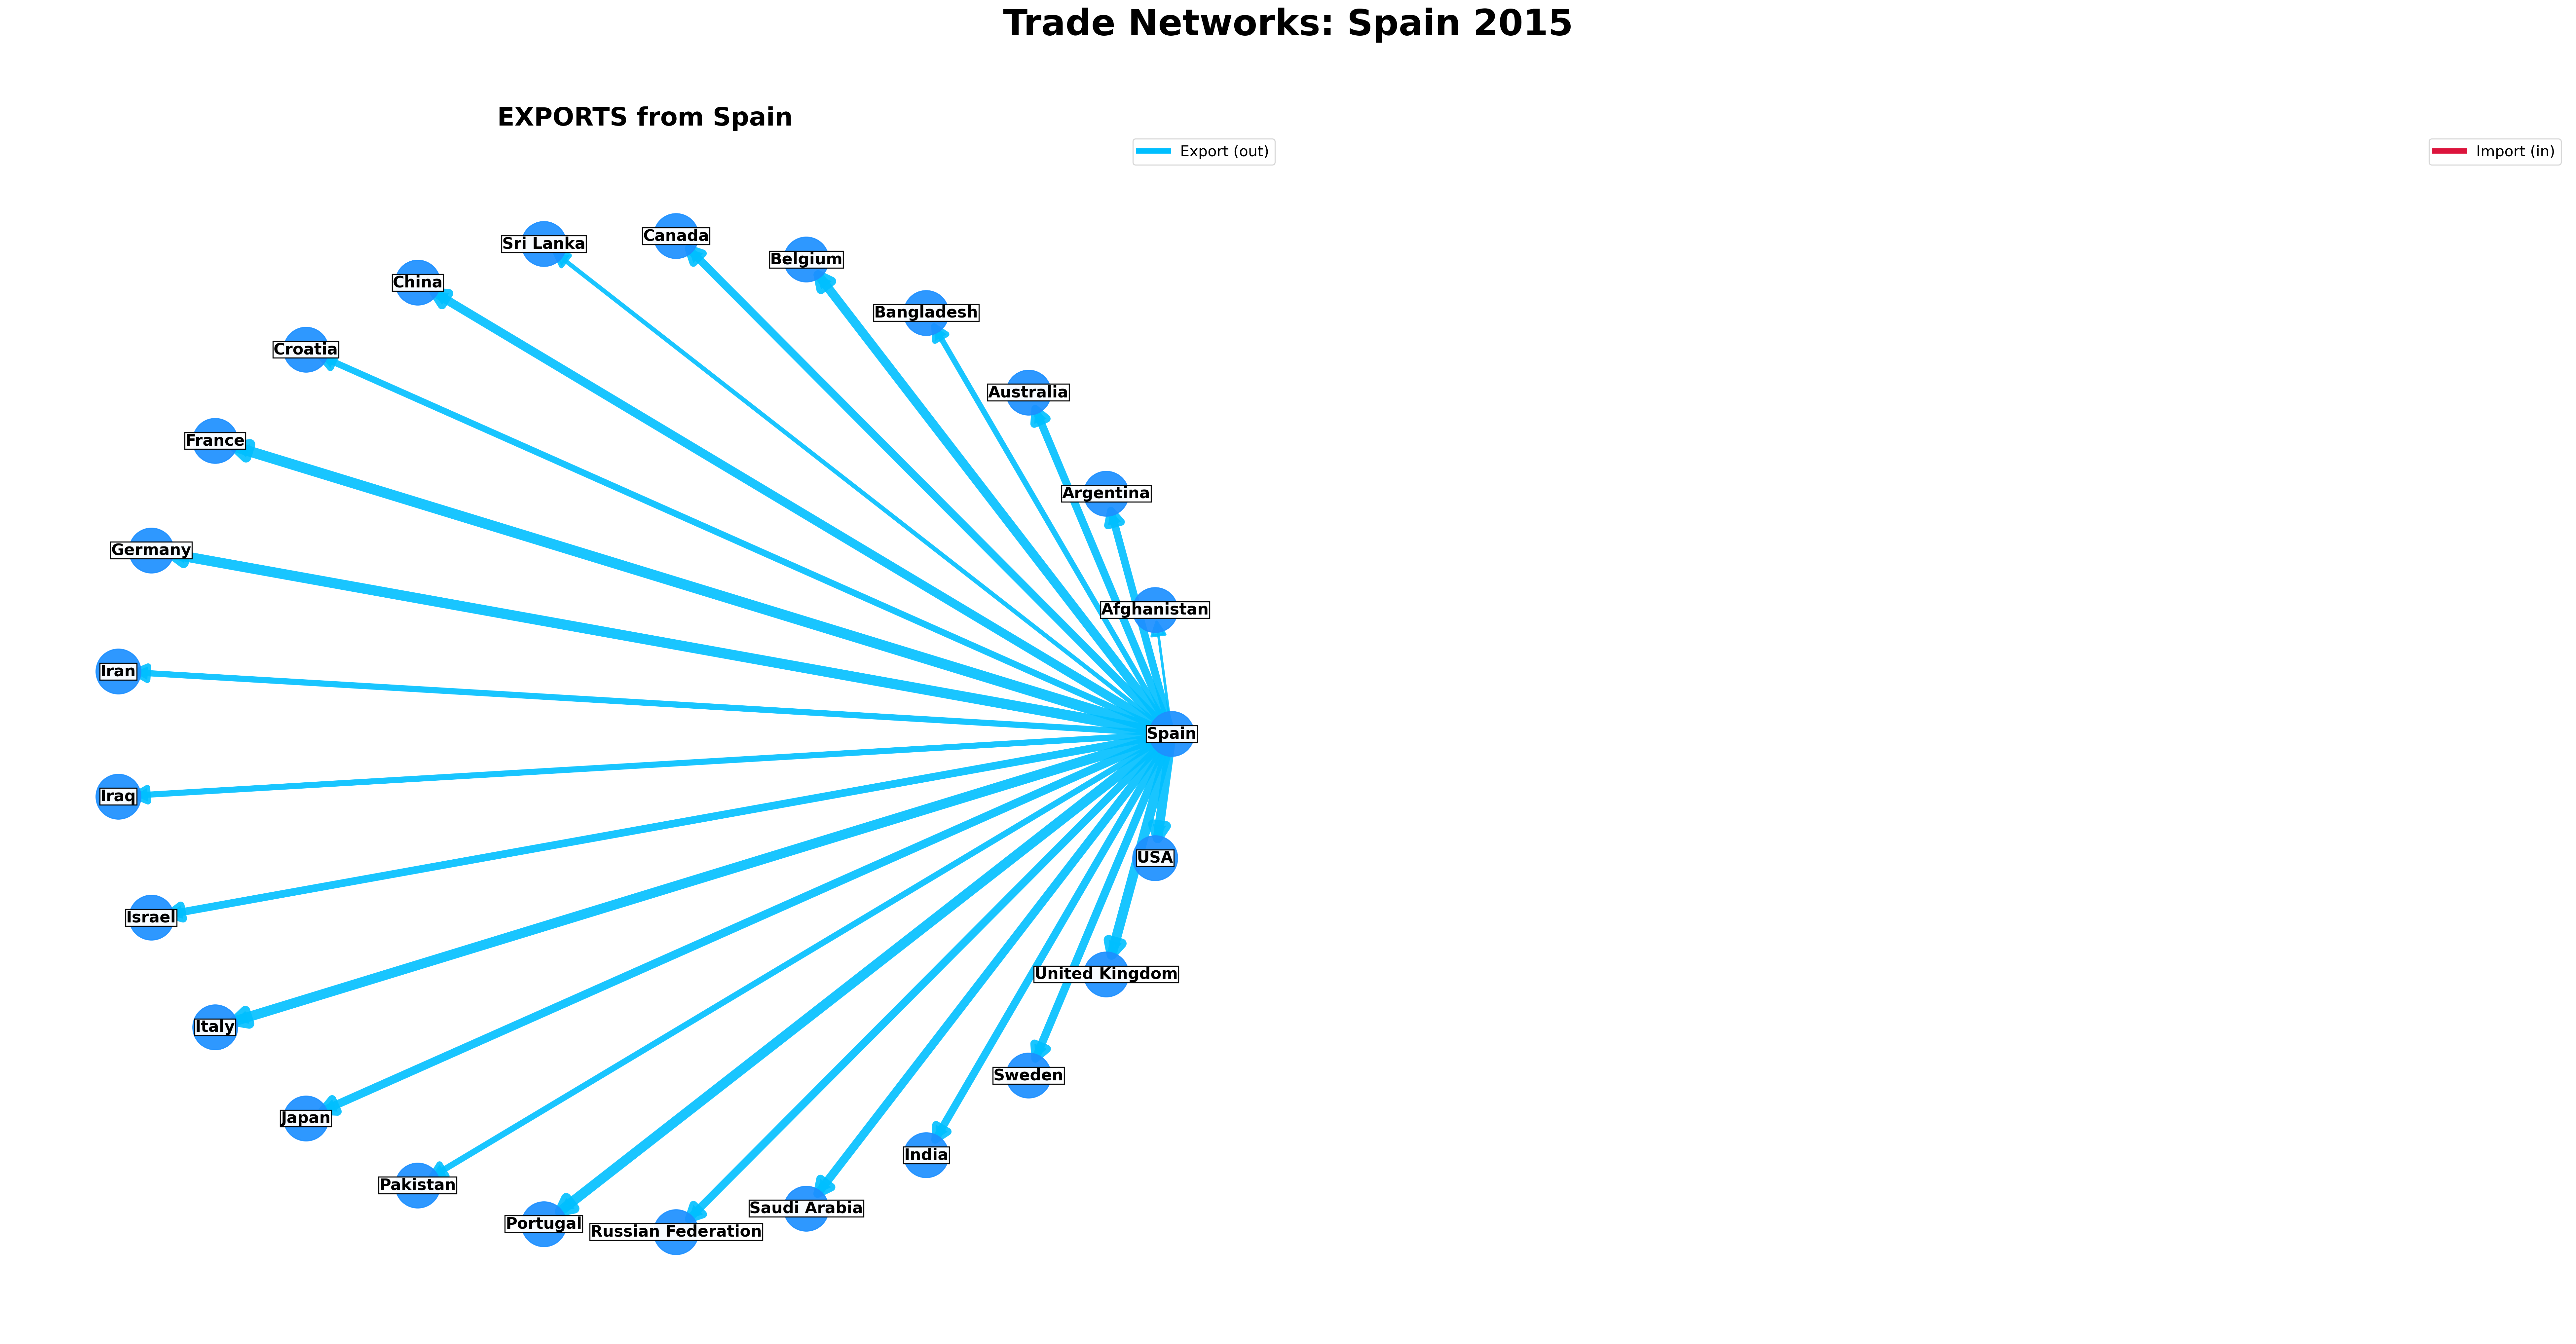 Trade Networks: Spain 2015
EXPORTS from Spain
Export (out)
Import (in)
Canada
Sri Lanka
Belgium
China
Bangladesh
Croatia
Australia
France
Argentina
Germany
Afghanistan
Iran
Spain
Iraq
USA
Israel
United Kingdom
Italy
Sweden
Japan
India
Pakistan
Saudi Arabia
Portugal
Russian Federation